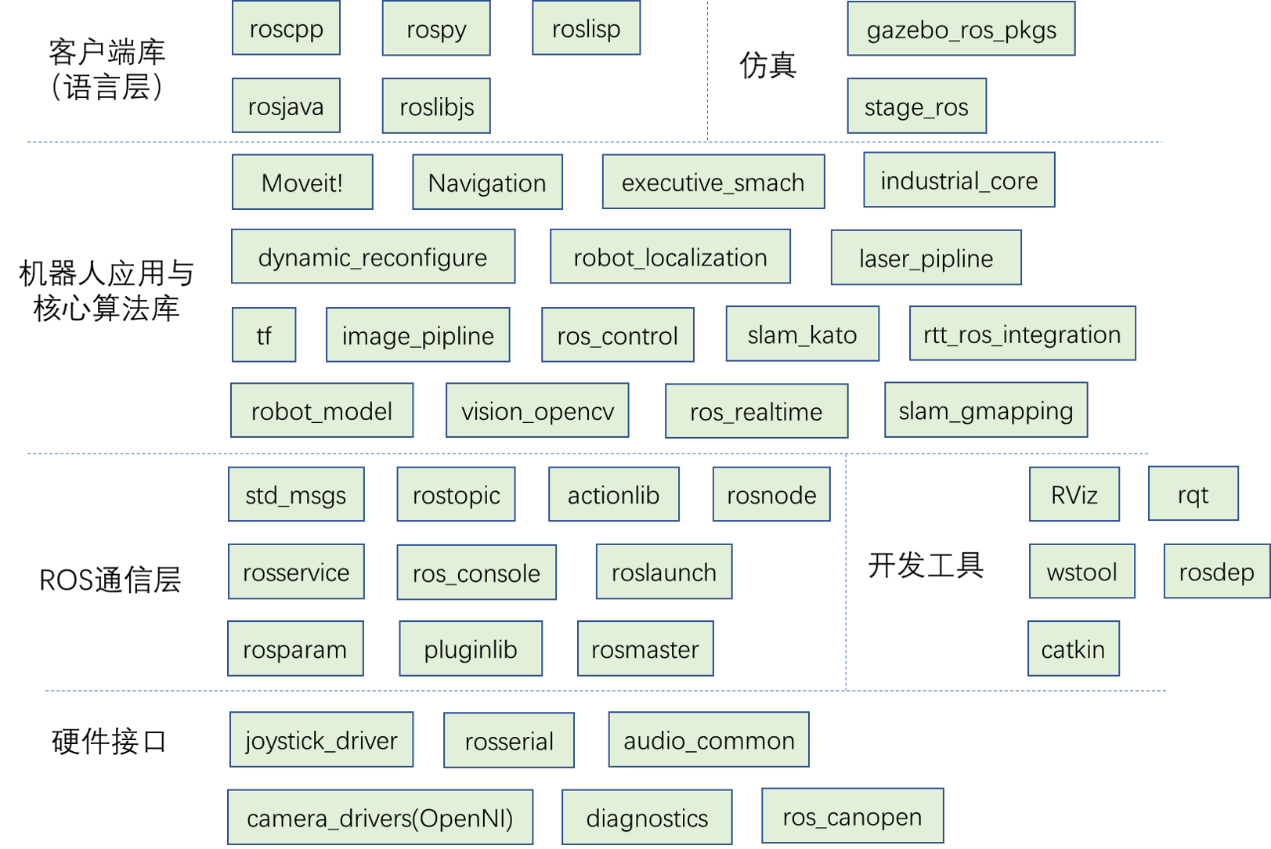 客户端库
（语言层）
roscpp
rospy
roslisp
rosjava
roslibjs
仿真
gazebo_ros_pkgs
stage_ros
机器人应用与
核心算法库
Moveit!
Navigation
executive_smach
industrial_core
dynamic_reconfigure
robot_localization
laser_pipline
tf
image_pipline
ros_control
slam_kato
rtt_ros_integration
robot_model
vision_opencv
ros_realtime
slam_gmapping
ROS通信层
std_msgs
rostopic
actionlib
rosnode
rosservice
ros_console
roslaunch
rosparam
pluginlib
rosmaster
开发工具
RViz
rqt
wstool
rosdep
catkin
硬件接口
joystick_driver
rosserial
audio_common
camera_drivers(OpenNI)
diagnostics
ros_canopen